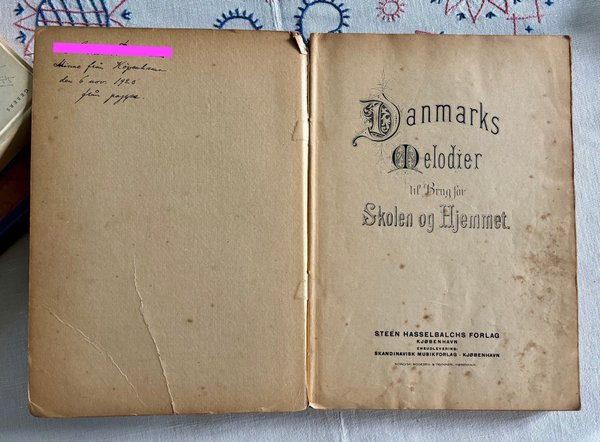 Minne från Köpenhamn
den 6 nov. 1920
från pappa.
Danmarks
Melodier
til Brug for
Skolen og Hjemmet.
STEEN HASSELBALCHS FORLAG
KJØBENHAVN
ENEUDLEVERING:
SKANDINAVISK MUSIKFORLAG - KJØBENHAVN